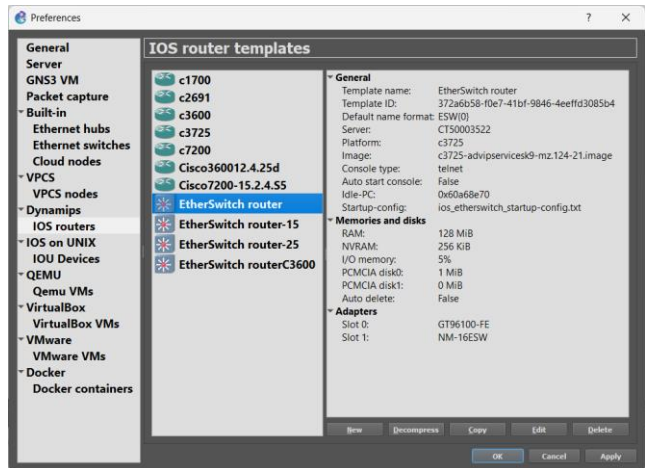 Preferences
?
General
Server
GNS3 VM
Packet capture
Built-in
Ethernet hubs
Ethernet switches
Cloud nodes
VPCS
VPCS nodes
Dynamips
IOS routers
IOS on UNIX
IOU Devices
QEMU
Qemu VMs
VirtualBox
VirtualBox VMs
VMware
VMware VMs
Docker
Docker containers
IOS router templates
c1700
c2691
c3600
c3725
c7200
Cisco360012.4.25d
Cisco7200-15.2.4.S5
EtherSwitch router
EtherSwitch router-15
EtherSwitch router-25
EtherSwitch routerC3600
General
Template name: EtherSwitch router
Template ID: 372a6b58-f0e7-41bf-9846-4eeffd3085b4
Default name format: ESW{0}
Server: CT50003522
Platform: c3725
Image: c3725-advipservicesk9-mz.124-21.image
Console type: telnet
Auto start console: False
Idle-PC: 0x60a68e70
Startup-config: ios_etherswitch_startup-config.txt
Memories and disks
RAM: 128 MiB
NVRAM: 256 KiB
I/O memory: 5%
PCMCIA disk0: 1 MiB
PCMCIA disk1: 0 MiB
Auto delete: False
Adapters
Slot 0: GT96100-FE
Slot 1: NM-16ESW
New Decompress Copy Edit Delete
OK Cancel Apply